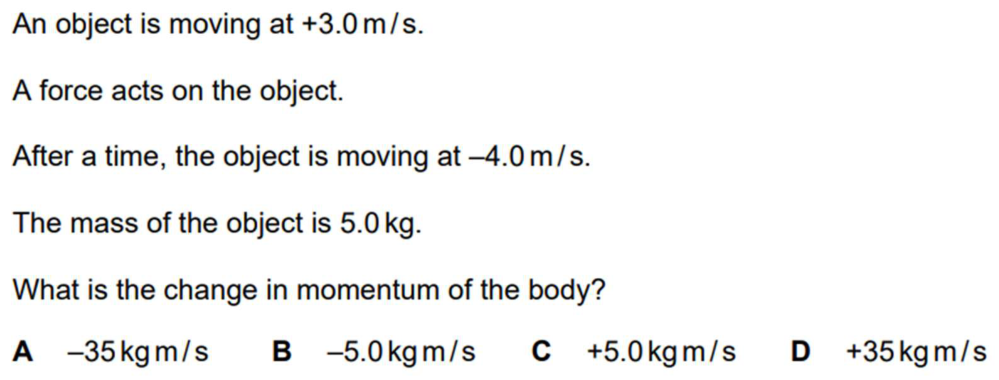 An object is moving at +3.0 m / s.
A force acts on the object.
After a time, the object is moving at –4.0 m / s.
The mass of the object is 5.0 kg.
What is the change in momentum of the body?
A –35 kg m / s B –5.0 kg m / s C +5.0 kg m / s D +35 kg m / s